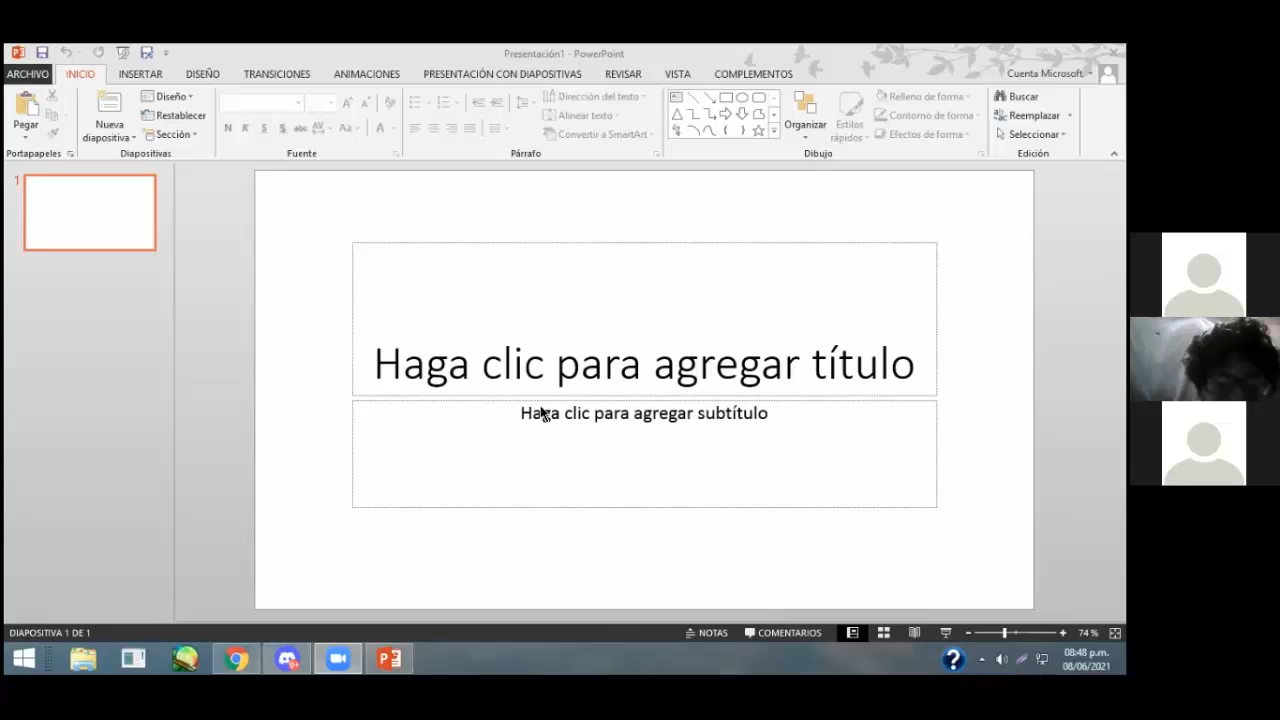 Presentación1 - PowerPoint
ARCHIVO INICIO INSERTAR DISEÑO TRANSICIONES ANIMACIONES PRESENTACIÓN CON DIAPOSITIVAS REVISAR VISTA COMPLEMENTOS Cuenta Microsoft
Pegar
Portapapeles
Nueva diapositiva
Diseño
Restablecer
Sección
Diapositivas
N K S S abc AV Aa A
Fuente
Dirección del texto
Alinear texto
Convertir a SmartArt
Párrafo
Organizar
Estilos rápidos
Relleno de forma
Contorno de forma
Efectos de forma
Dibujo
Buscar
Reemplazar
Seleccionar
Edición
1
Haga clic para agregar título
Haga clic para agregar subtítulo
DIAPOSITIVA 1 DE 1 NOTAS COMENTARIOS 74 %
08:48 p.m.
08/06/2021